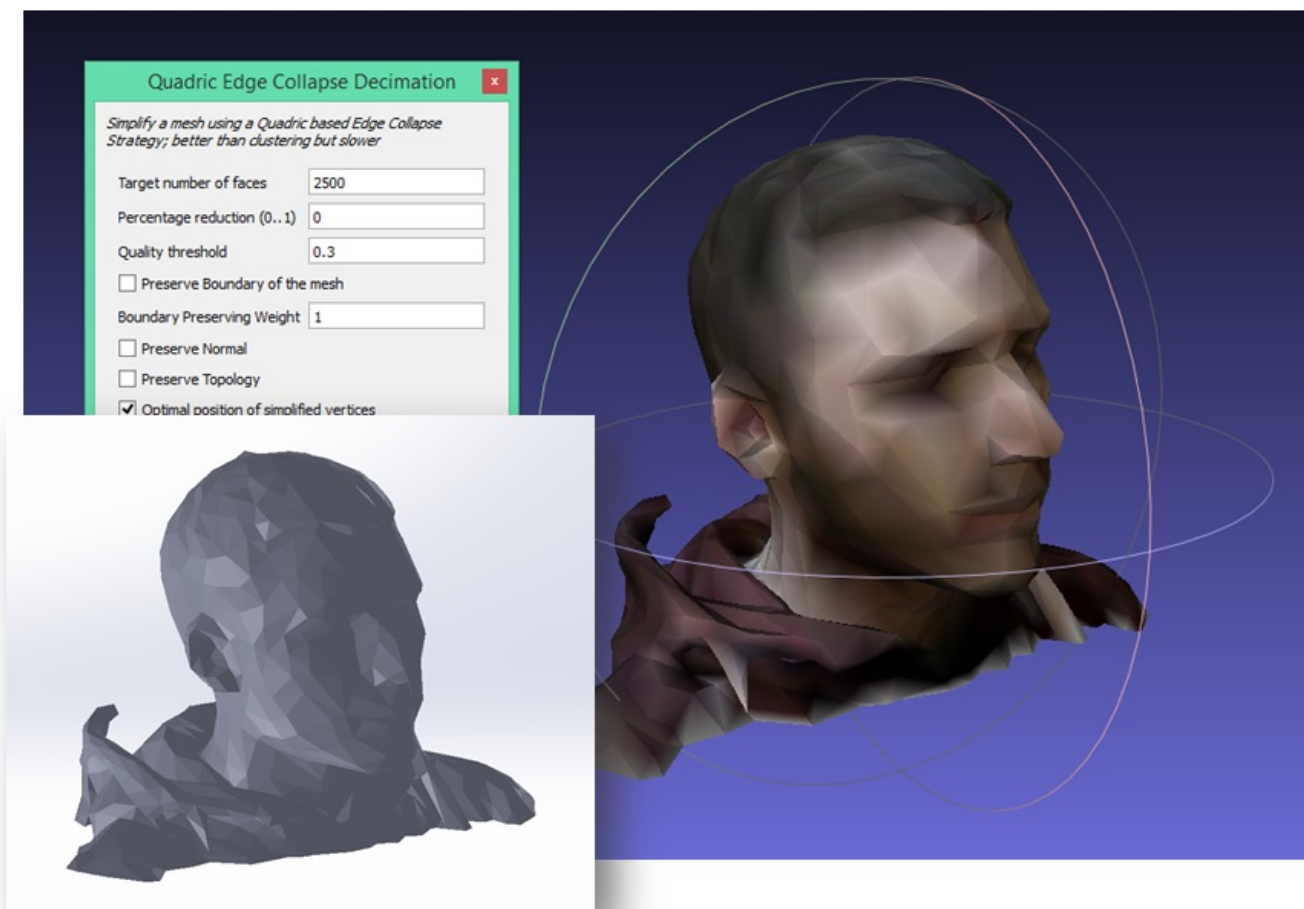 Quadric Edge Collapse Decimation
x
Simplify a mesh using a Quadric based Edge Collapse
Strategy; better than clustering but slower
Target number of faces 2500
Percentage reduction (0..1) 0
Quality threshold 0.3
Preserve Boundary of the mesh
Boundary Preserving Weight 1
Preserve Normal
Preserve Topology
Optimal position of simplified vertices